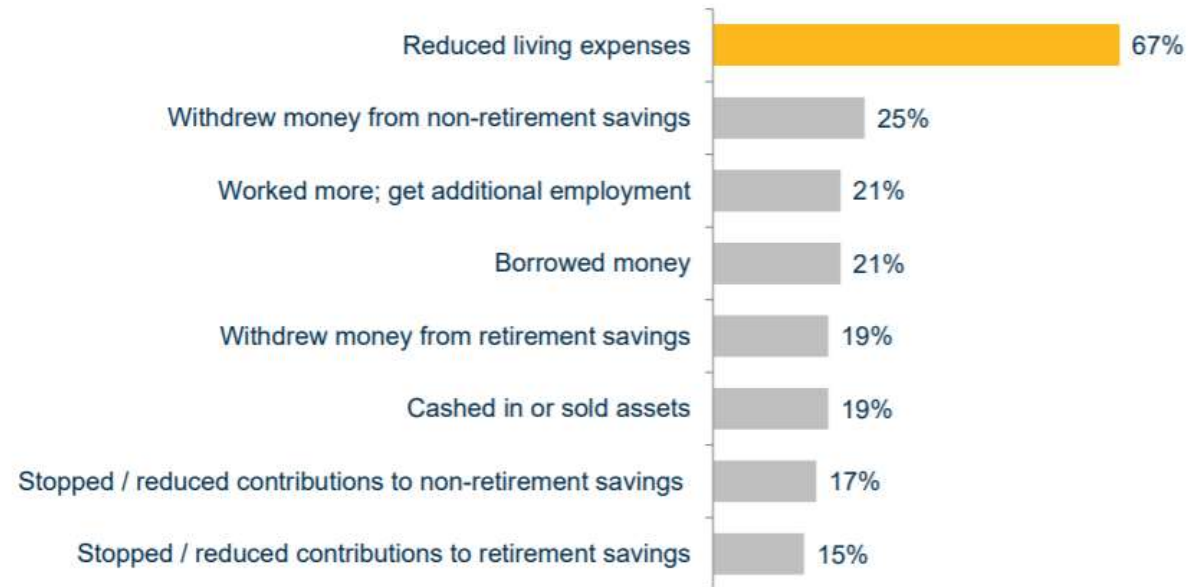 Reduced living expenses 67%
Withdrew money from non-retirement savings 25%
Worked more; get additional employment 21%
Borrowed money 21%
Withdrew money from retirement savings 19%
Cashed in or sold assets 19%
Stopped / reduced contributions to non-retirement savings 17%
Stopped / reduced contributions to retirement savings 15%